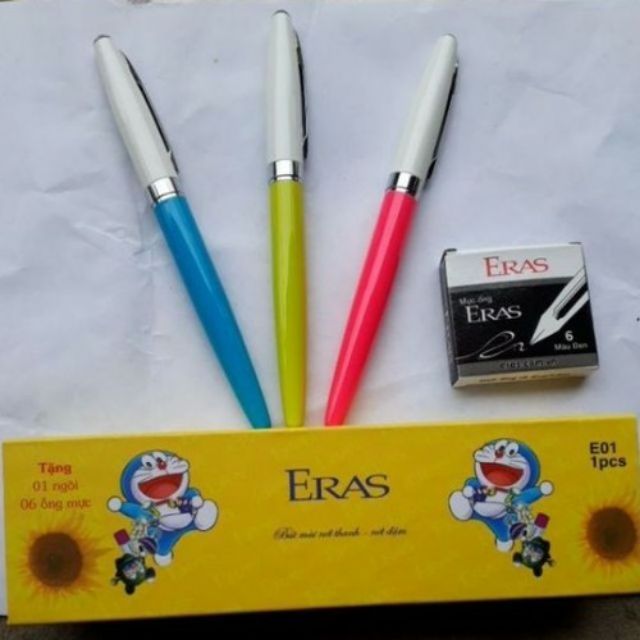 ERAS
Mực ống
ERAS
6
Màu Đen
Tặng
01 ngòi
06 ống mực
ERAS
Bút mài nét thanh - nét đậm
E01
1pcs